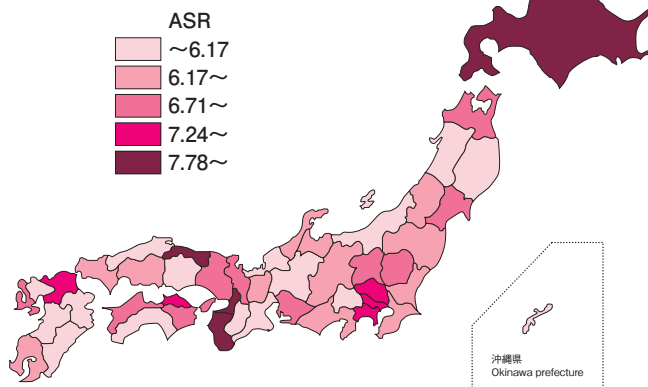 ASR
～6.17
6.17～
6.71～
7.24～
7.78～
沖縄県
Okinawa prefecture